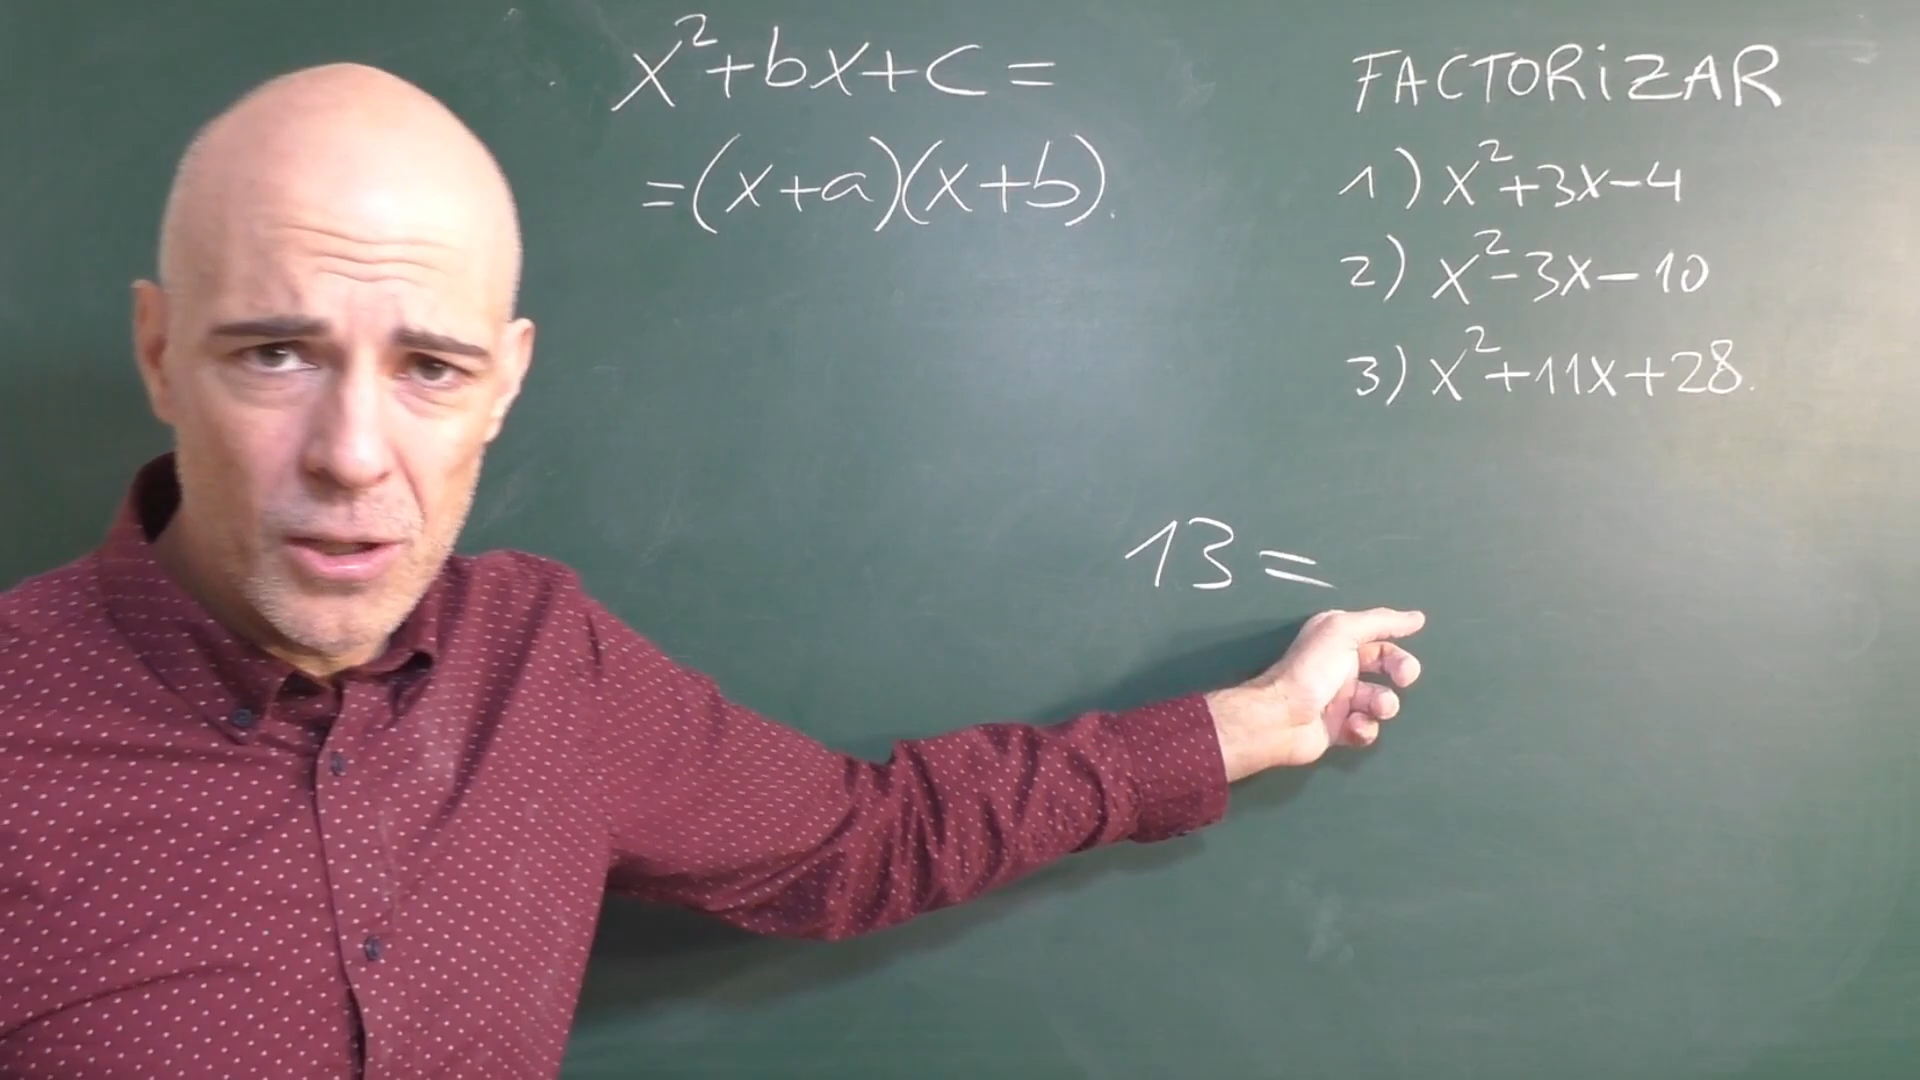 x²+bx+c=
=(x+a)(x+b).
FACTORIZAR
1) x²+3x-4
2) x²-3x-10
3) x²+11x+28.
13=